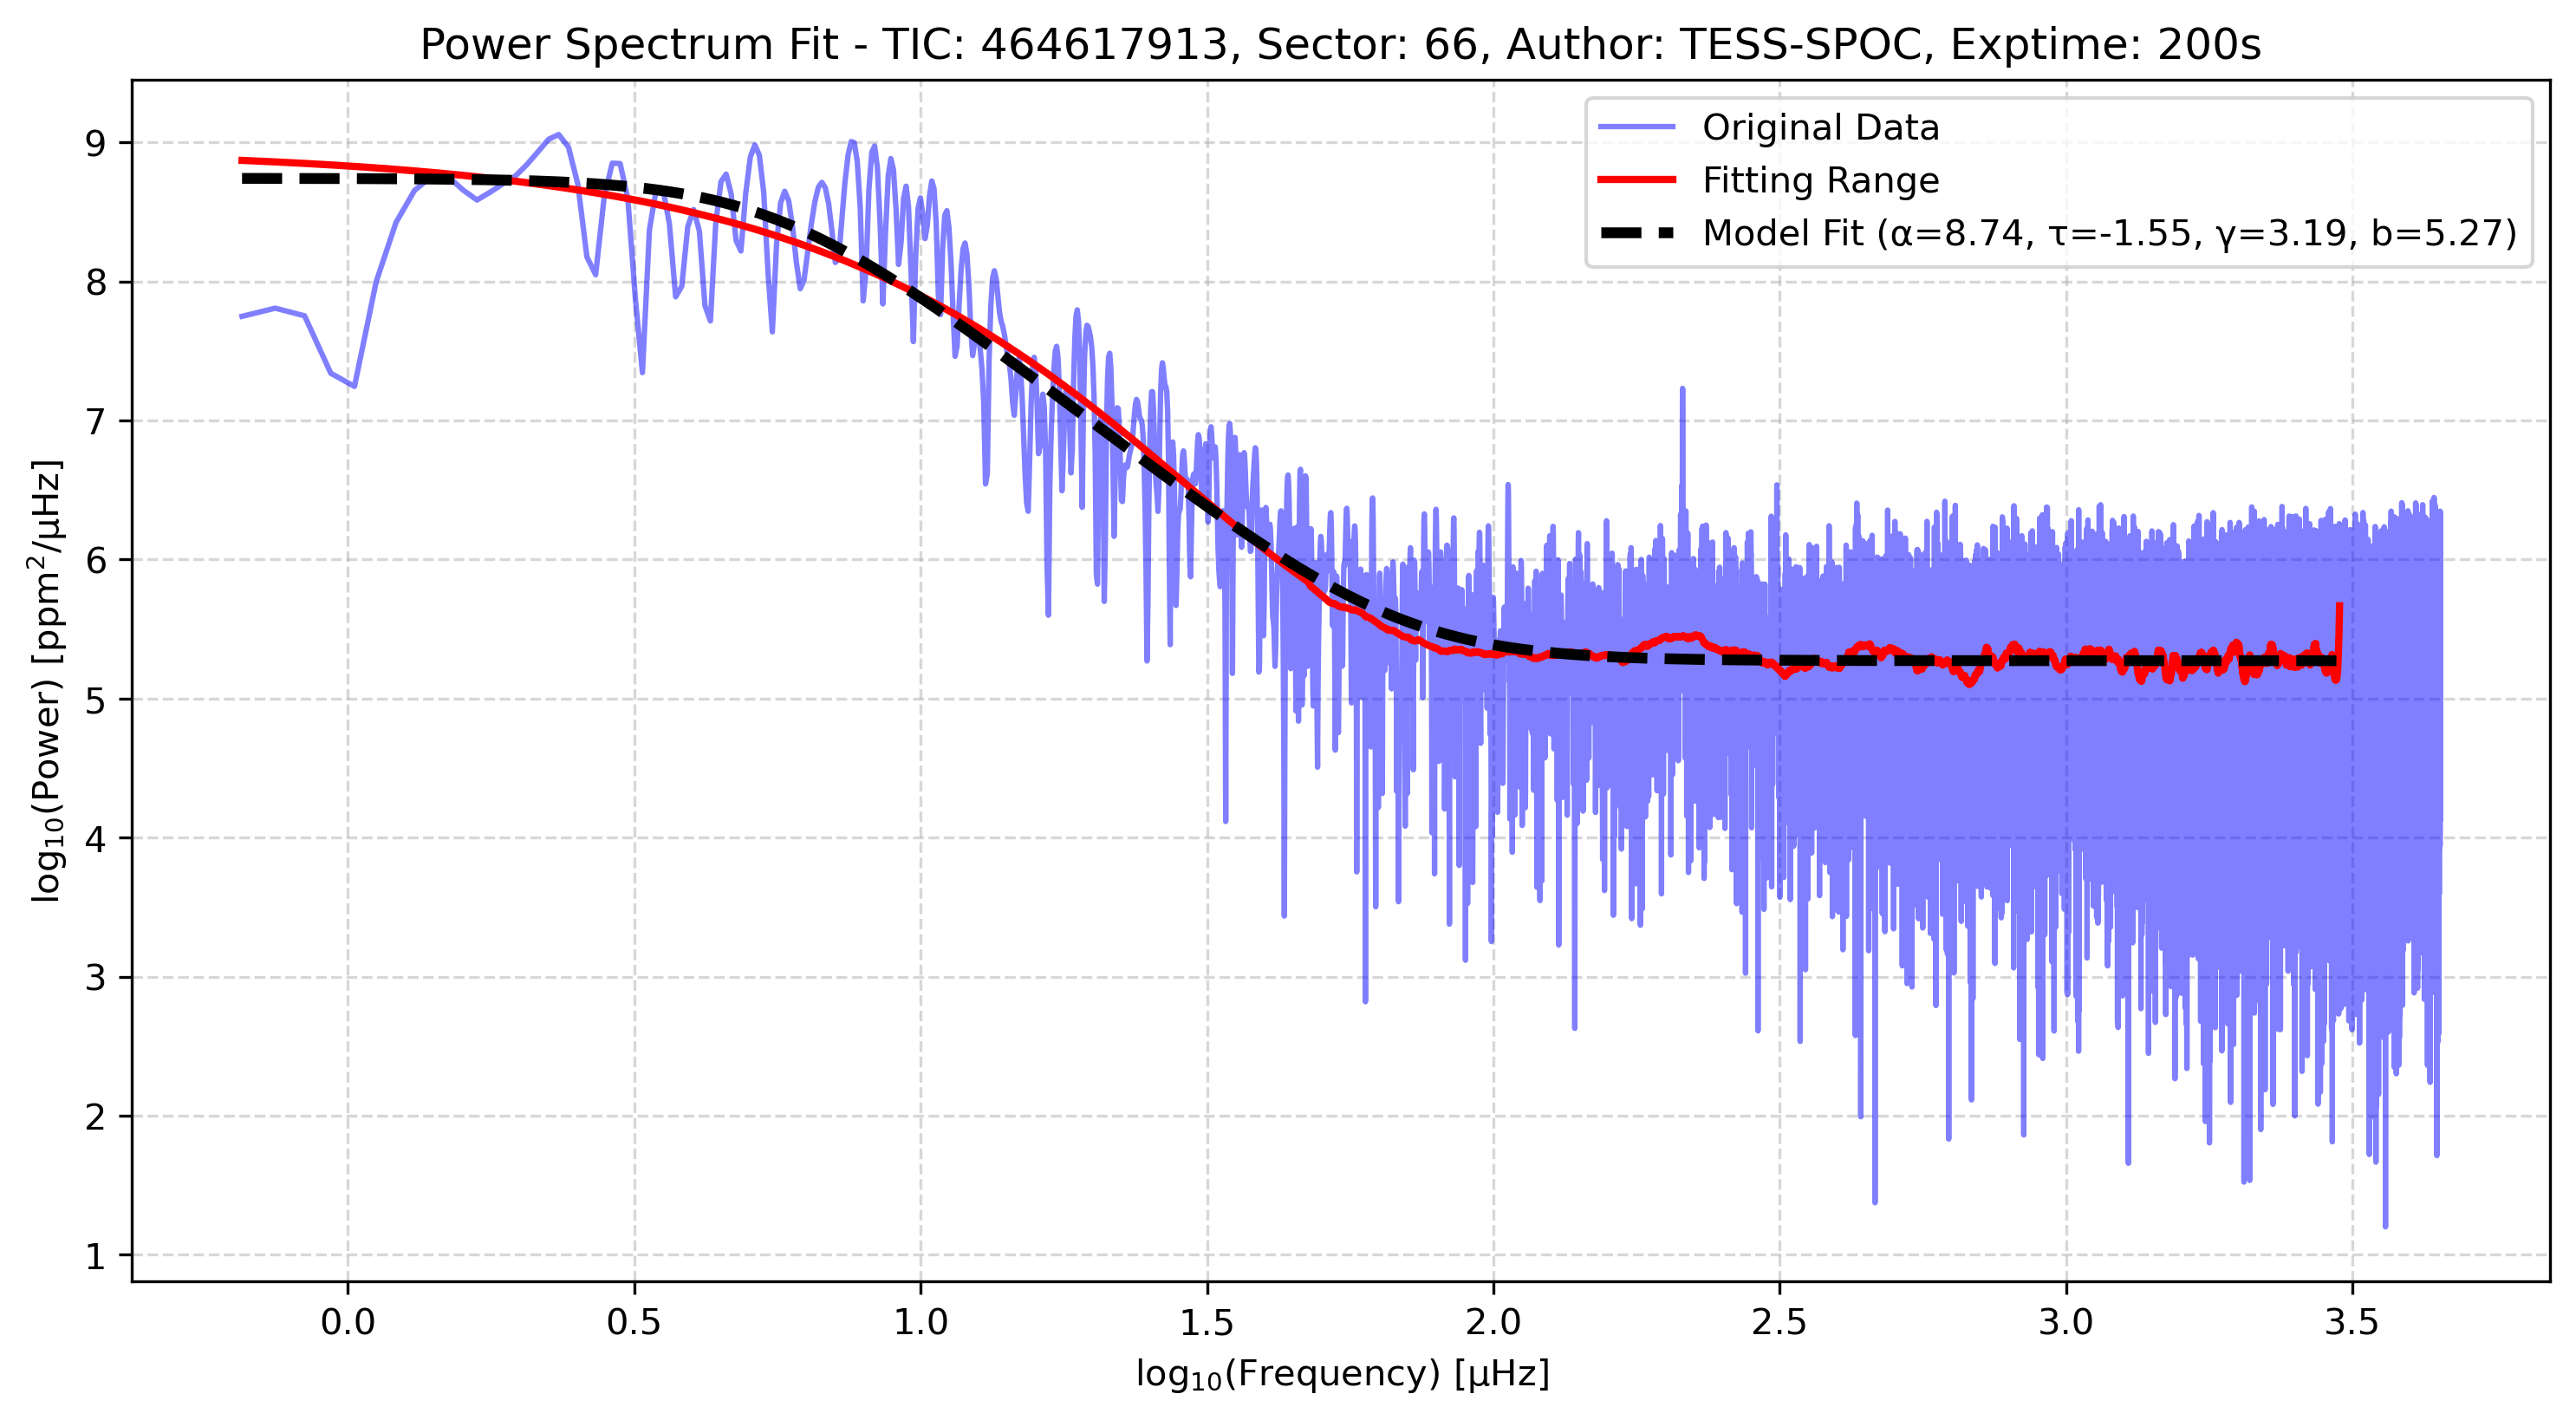 Power Spectrum Fit - TIC: 464617913, Sector: 66, Author: TESS-SPOC, Exptime: 200s
Original Data
Fitting Range
Model Fit (α=8.74, τ=-1.55, γ=3.19, b=5.27)
log₁₀(Power) [ppm²/μHz]
9
8
7
6
5
4
3
2
1
0.0 0.5 1.0 1.5 2.0 2.5 3.0 3.5
log₁₀(Frequency) [μHz]